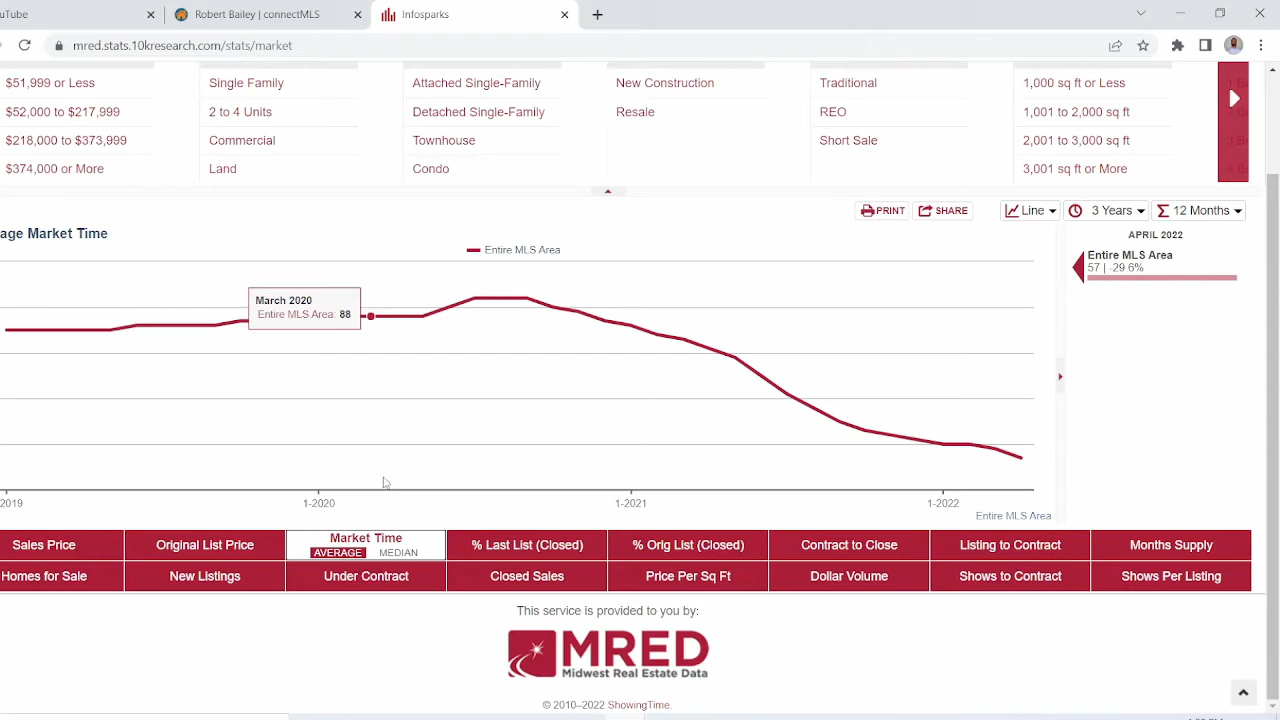 uTube
Robert Bailey | connectMLS
Infosparks
mred.stats.10kresearch.com/stats/market
$51,999 or Less
Single Family
Attached Single-Family
New Construction
Traditional
1,000 sq ft or Less
$52,000 to $217,999
2 to 4 Units
Detached Single-Family
Resale
REO
1,001 to 2,000 sq ft
$218,000 to $373,999
Commercial
Townhouse
Short Sale
2,001 to 3,000 sq ft
$374,000 or More
Land
Condo
3,001 sq ft or More
PRINT
SHARE
Line
3 Years
12 Months
age Market Time
Entire MLS Area
APRIL 2022
Entire MLS Area
57 | -29.6%
March 2020
Entire MLS Area: 88
2019
1-2020
1-2021
1-2022
Entire MLS Area
Sales Price
Original List Price
Market Time
AVERAGE MEDIAN
% Last List (Closed)
% Orig List (Closed)
Contract to Close
Listing to Contract
Months Supply
Homes for Sale
New Listings
Under Contract
Closed Sales
Price Per Sq Ft
Dollar Volume
Shows to Contract
Shows Per Listing
This service is provided to you by:
MRED
Midwest Real Estate Data
© 2010–2022 ShowingTime.